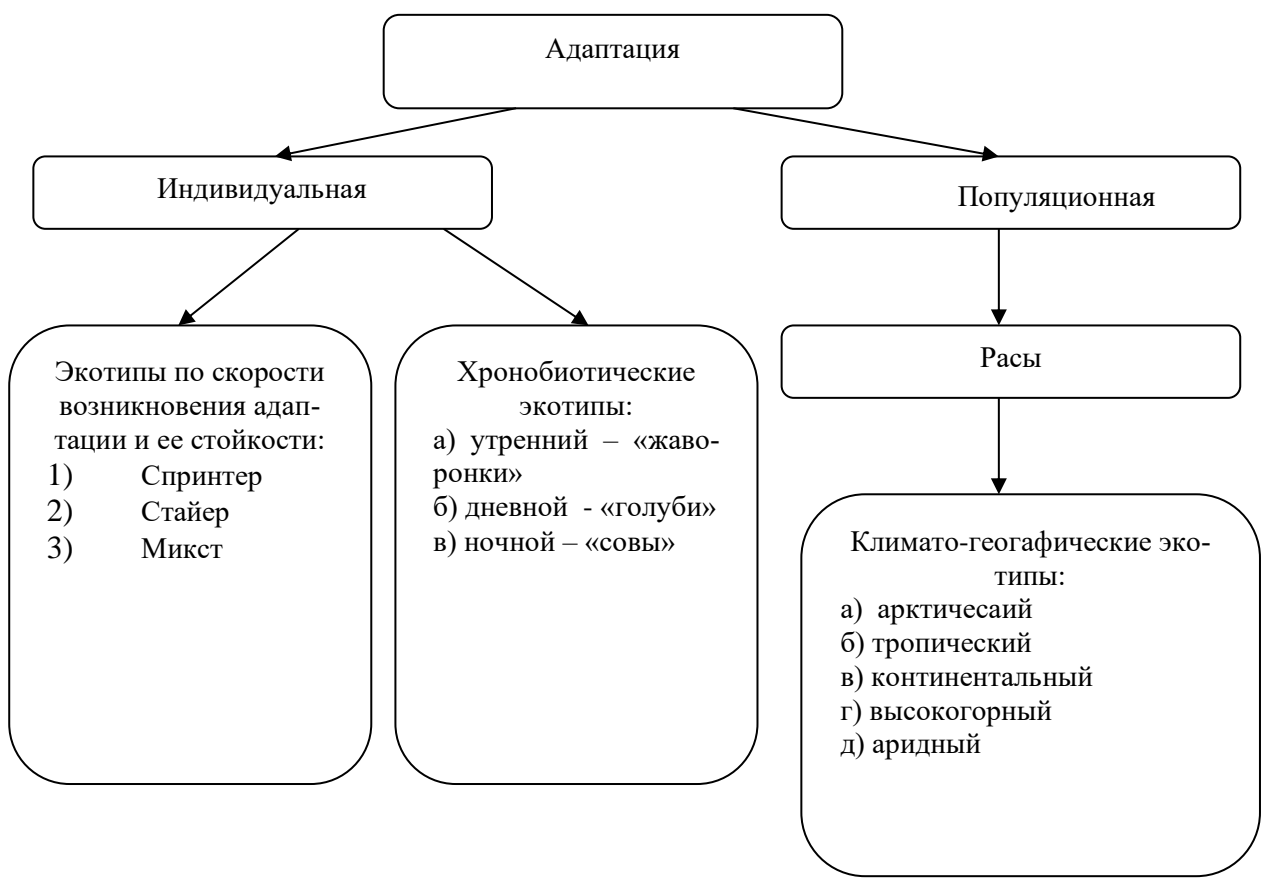 Адаптация
Индивидуальная
Популяционная
Экотипы по скорости
возникновения адап-
тации и ее стойкости:
1) Спринтер
2) Стайер
3) Микст
Хронобиотические
экотипы:
а) утренний – «жаво-
ронки»
б) дневной - «голуби»
в) ночной – «совы»
Расы
Климато-геогафические эко-
типы:
а) арктичесаий
б) тропический
в) континентальный
г) высокогорный
д) аридный